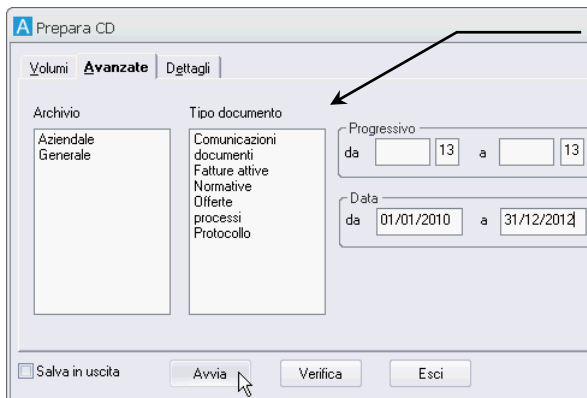 A Prepara CD
Volumi Avanzate Dettagli
Archivio
Aziendale
Generale
Tipo documento
Comunicazioni
documenti
Fatture attive
Normative
Offerte
processi
Protocollo
Progressivo
da 13 a 13
Data
da 01/01/2010 a 31/12/2012
Salva in uscita Avvia Verifica Esci